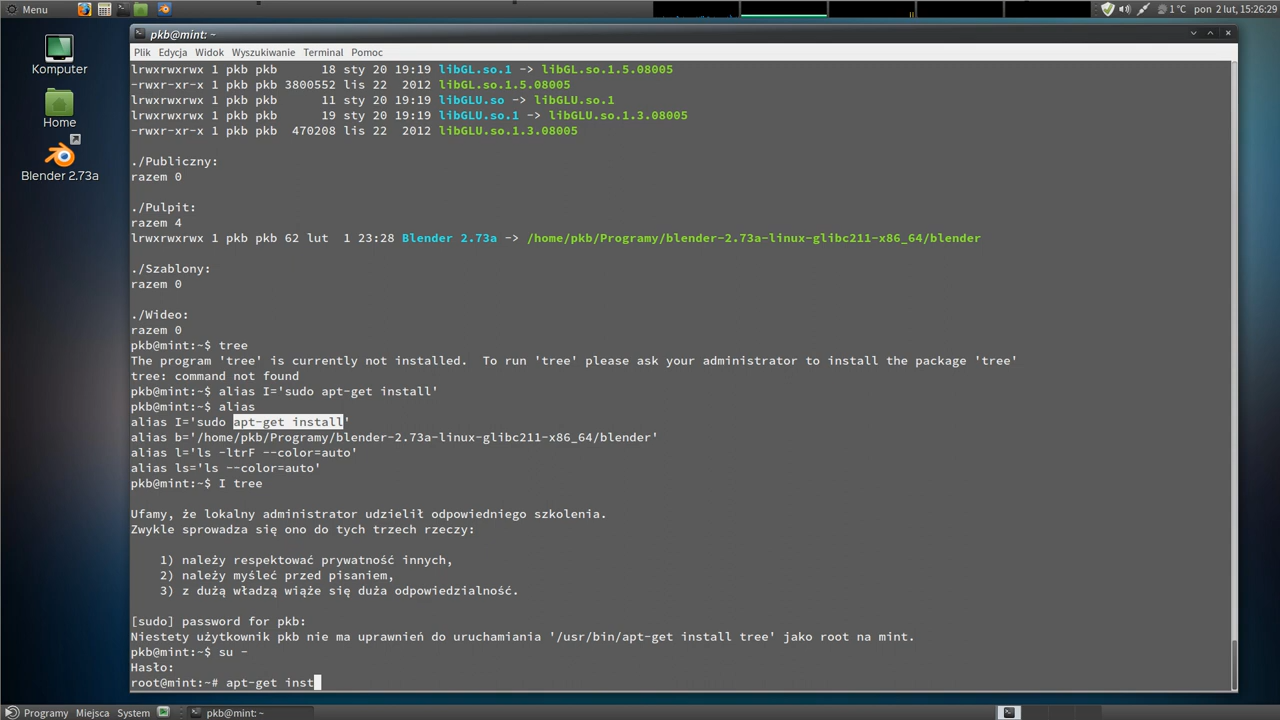 Menu
1 °C pon 2 lut, 15:26:29
pkb@mint: ~
Plik Edycja Widok Wyszukiwanie Terminal Pomoc
Komputer
Home
Blender 2.73a
lrwxrwxrwx 1 pkb pkb      18 sty 20 19:19 libGL.so.1 -> libGL.so.1.5.08005
-rwxr-xr-x 1 pkb pkb 3800552 lis 22  2012 libGL.so.1.5.08005
lrwxrwxrwx 1 pkb pkb      11 sty 20 19:19 libGLU.so -> libGLU.so.1
lrwxrwxrwx 1 pkb pkb      19 sty 20 19:19 libGLU.so.1 -> libGLU.so.1.3.08005
-rwxr-xr-x 1 pkb pkb  470208 lis 22  2012 libGLU.so.1.3.08005
./Publiczny:
razem 0
./Pulpit:
razem 4
lrwxrwxrwx 1 pkb pkb 62 lut  1 23:28 Blender 2.73a -> /home/pkb/Programy/blender-2.73a-linux-glibc211-x86_64/blender
./Szablony:
razem 0
./Wideo:
razem 0
pkb@mint:~$ tree
The program 'tree' is currently not installed.  To run 'tree' please ask your administrator to install the package 'tree'
tree: command not found
pkb@mint:~$ alias I='sudo apt-get install'
pkb@mint:~$ alias
alias I='sudo apt-get install'
alias b='/home/pkb/Programy/blender-2.73a-linux-glibc211-x86_64/blender'
alias l='ls -ltrF --color=auto'
alias ls='ls --color=auto'
pkb@mint:~$ I tree
Ufamy, że lokalny administrator udzielił odpowiedniego szkolenia.
Zwykle sprowadza się ono do tych trzech rzeczy:
1) należy respektować prywatność innych,
2) należy myśleć przed pisaniem,
3) z dużą władzą wiąże się duża odpowiedzialność.
[sudo] password for pkb:
Niestety użytkownik pkb nie ma uprawnień do uruchamiania '/usr/bin/apt-get install tree' jako root na mint.
pkb@mint:~$ su -
Hasło:
root@mint:~# apt-get inst
Programy Miejsca System pkb@mint: ~